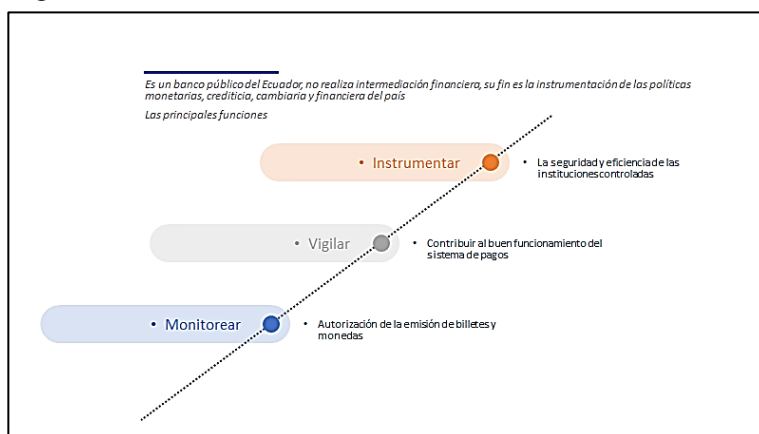 Es un banco público del Ecuador, no realiza intermediación financiera, su fin es la instrumentación de las políticas
monetarias, crediticia, cambiaria y financiera del país
Las principales funciones
• Instrumentar
• La seguridad y eficiencia de las
instituciones controladas
• Vigilar
• Contribuir al buen funcionamiento del
sistema de pagos
• Monitorear
• Autorización de la emisión de billetes y
monedas